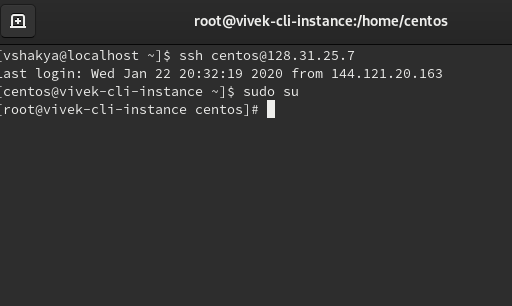 root@vivek-cli-instance:/home/centos
[vshakya@localhost ~]$ ssh centos@128.31.25.7
Last login: Wed Jan 22 20:32:19 2020 from 144.121.20.163
[centos@vivek-cli-instance ~]$ sudo su
[root@vivek-cli-instance centos]#